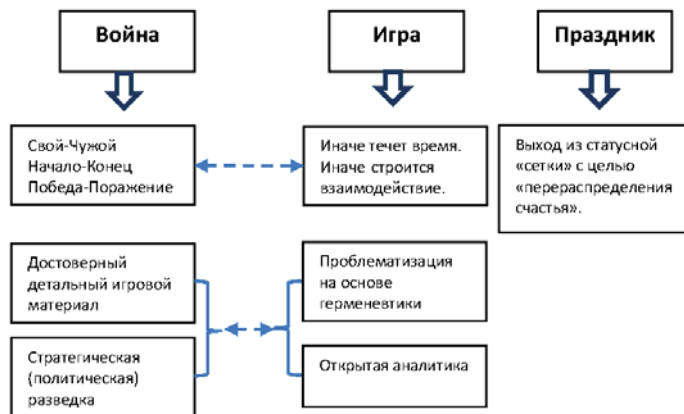 Война
Игра
Праздник
Свой-Чужой
Начало-Конец
Победа-Поражение
Иначе течет время.
Иначе строится
взаимодействие.
Выход из статусной
«сетки» с целью
«перераспределения
счастья».
Достоверный
детальный игровой
материал
Проблематизация
на основе
герменевтики
Стратегическая
(политическая)
разведка
Открытая аналитика